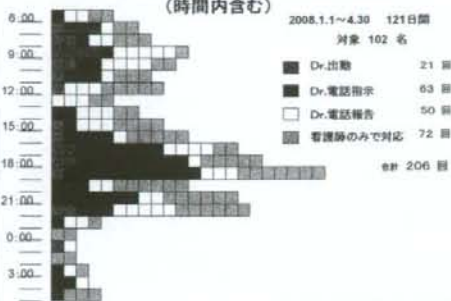 (時間内含む)
2008.1.1～4.30 121日間
対象 102 名
Dr.出動 21 回
Dr.電話指示 63 回
Dr.電話報告 50 回
看護師のみで対応 72 回
合計 206 回
6:00
9:00
12:00
15:00
18:00
21:00
0:00
3:00